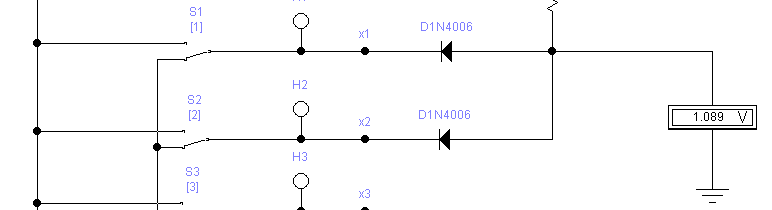 S1
[1]
x1
D1N4006
H2
S2
[2]
x2
D1N4006
1.089 V
H3
S3
[3]
x3